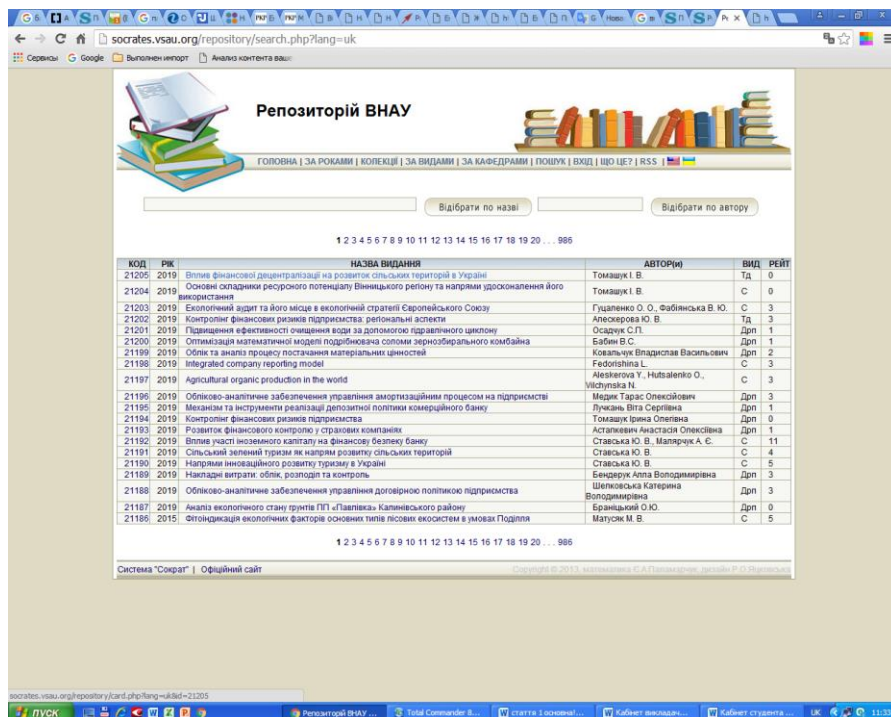 socrates.vsau.org/repository/search.php?lang=uk
Сервисы Google Выполнен импорт Анализ контента ваш
Репозиторій ВНАУ
ГОЛОВНА | ЗА РОКАМИ | КОЛЕКЦІЇ | ЗА ВИДАМИ | ЗА КАФЕДРАМИ | ПОШУК | ВХІД | ЩО ЦЕ? | RSS |
Відібрати по назві Відібрати по автору
1 2 3 4 5 6 7 8 9 10 11 12 13 14 15 16 17 18 19 20 . . . 986
КОД РІК НАЗВА ВИДАННЯ АВТОР(и) ВИД РЕЙТ
21205 2019 Вплив фінансової децентралізації на розвиток сільських територій в Україні Томашук І. В. Тд 0
21204 2019 Основні складники ресурсного потенціалу Вінницького регіону та напрями удосконалення його
використання Томашук І. В. С 0
21203 2019 Екологічний аудит та його місце в екологічній стратегії Європейського Союзу Гуцаленко О. О., Фабіянська В. Ю. С 3
21202 2019 Контролінг фінансових ризиків підприємства: регіональні аспекти Алескерова Ю. В. Тд 3
21201 2019 Підвищення ефективності очищення води за допомогою гідравлічного циклону Осадчук С.П. Дрп 1
21200 2019 Оптимізація математичної моделі подрібнювача соломи зернозбирального комбайна Бабин В.С. Дрп 1
21199 2019 Облік та аналіз процесу постачання матеріальних цінностей Ковальчук Владислав Васильович Дрп 2
21198 2019 Integrated company reporting model Fedorishina L. С 3
21197 2019 Agricultural organic production in the world Aleskerova Y., Hutsalenko O.,
Vilchynska N. С 3
21196 2019 Обліково-аналітичне забезпечення управління амортизаційним процесом на підприємстві Медик Тарас Олексійович Дрп 3
21195 2019 Механізм та інструменти реалізації депозитної політики комерційного банку Лучкань Віта Сергіївна Дрп 1
21194 2019 Контролінг фінансових ризиків підприємства Томашук Ірина Олегівна Дрп 0
21193 2019 Розвиток фінансового контролю у страхових компаніях Астапкевич Анастасія Олексіївна Дрп 1
21192 2019 Вплив участі іноземного капіталу на фінансову безпеку банку Ставська Ю. В., Малярчук А. Є. С 11
21191 2019 Сільський зелений туризм як напрям розвитку сільських територій Ставська Ю. В. С 4
21190 2019 Напрями інноваційного розвитку туризму в Україні Ставська Ю. В. С 5
21189 2019 Накладні витрати: облік, розподіл та контроль Бендерук Алла Володимирівна Дрп 3
21188 2019 Обліково-аналітичне забезпечення управління договірною політикою підприємства Шелковська Катерина
Володимирівна Дрп 3
21187 2019 Аналіз екологічного стану ґрунтів ПП «Павлівка» Калинівського району Браніцький О.Ю. Дрп 0
21186 2015 Фітоіндикація екологічних факторів основних типів лісових екосистем в умовах Поділля Матусяк М. В. С 5
1 2 3 4 5 6 7 8 9 10 11 12 13 14 15 16 17 18 19 20 . . . 986
Система "Сократ" | Офіційний сайт Copyright © 2013, математика Є.А.Паламарчук, дизайн Р.О.Яцковська
socrates.vsau.org/repository/card.php?lang=uk&id=21205
пуск Репозиторій ВНАУ ... Total Commander 8... стаття 1 основна!... Кабінет викладач... Кабінет студента ... UK 11:33